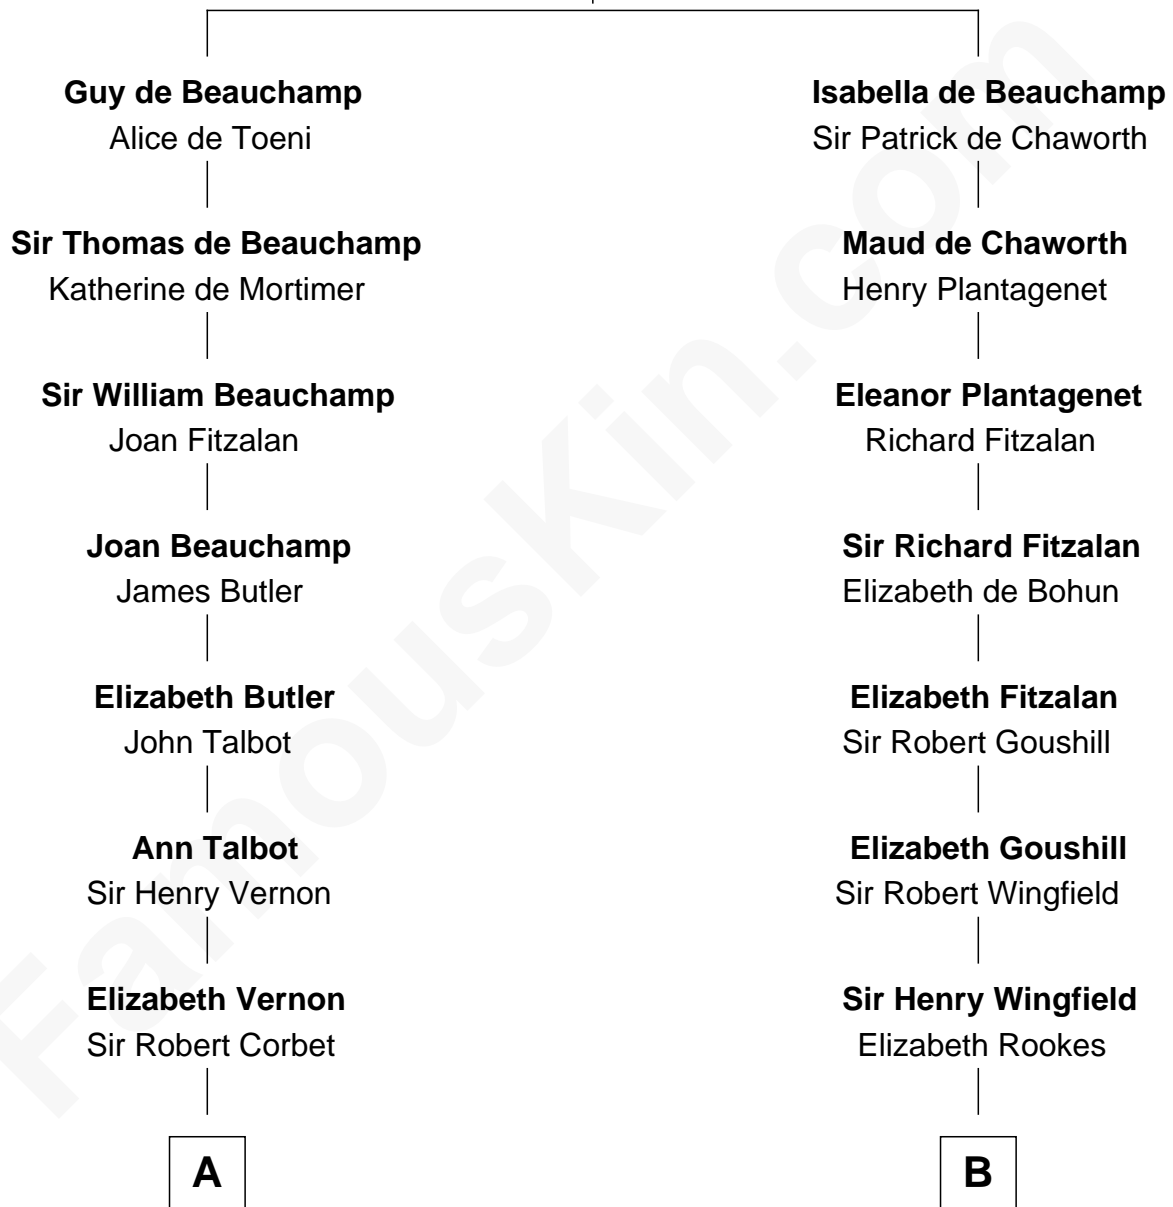 Guy de Beauchamp
Alice de Toeni
Isabella de Beauchamp
Sir Patrick de Chaworth
Sir Thomas de Beauchamp
Katherine de Mortimer
Maud de Chaworth
Henry Plantagenet
Sir William Beauchamp
Joan Fitzalan
Eleanor Plantagenet
Richard Fitzalan
Joan Beauchamp
James Butler
Sir Richard Fitzalan
Elizabeth de Bohun
Elizabeth Butler
John Talbot
Elizabeth Fitzalan
Sir Robert Goushill
Ann Talbot
Sir Henry Vernon
Elizabeth Goushill
Sir Robert Wingfield
Elizabeth Vernon
Sir Robert Corbet
Sir Henry Wingfield
Elizabeth Rookes
A
B
FamousKin.com